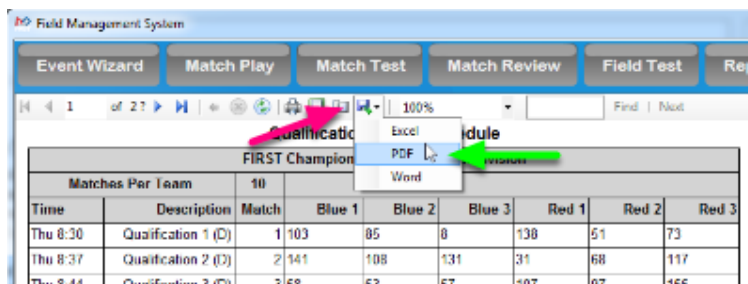 Field Management System
Event Wizard Match Play Match Test Match Review Field Test Re
1 of 2? 100% Find | Next
Excel
PDF
Word
Matches Per Team 10
Time Description Match Blue 1 Blue 2 Blue 3 Red 1 Red 2 Red 3
Thu 8:30 Qualification 1 (D) 1 103 85 8 138 51 73
Thu 8:37 Qualification 2 (D) 2 141 108 131 31 68 117